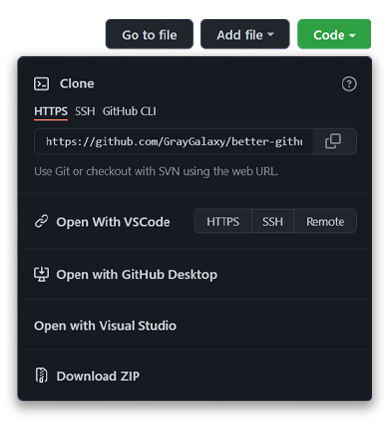 Go to file Add file Code
Clone
HTTPS SSH GitHub CLI
https://github.com/GrayGalaxy/better-githu
Use Git or checkout with SVN using the web URL.
Open With VSCode HTTPS SSH Remote
Open with GitHub Desktop
Open with Visual Studio
Download ZIP